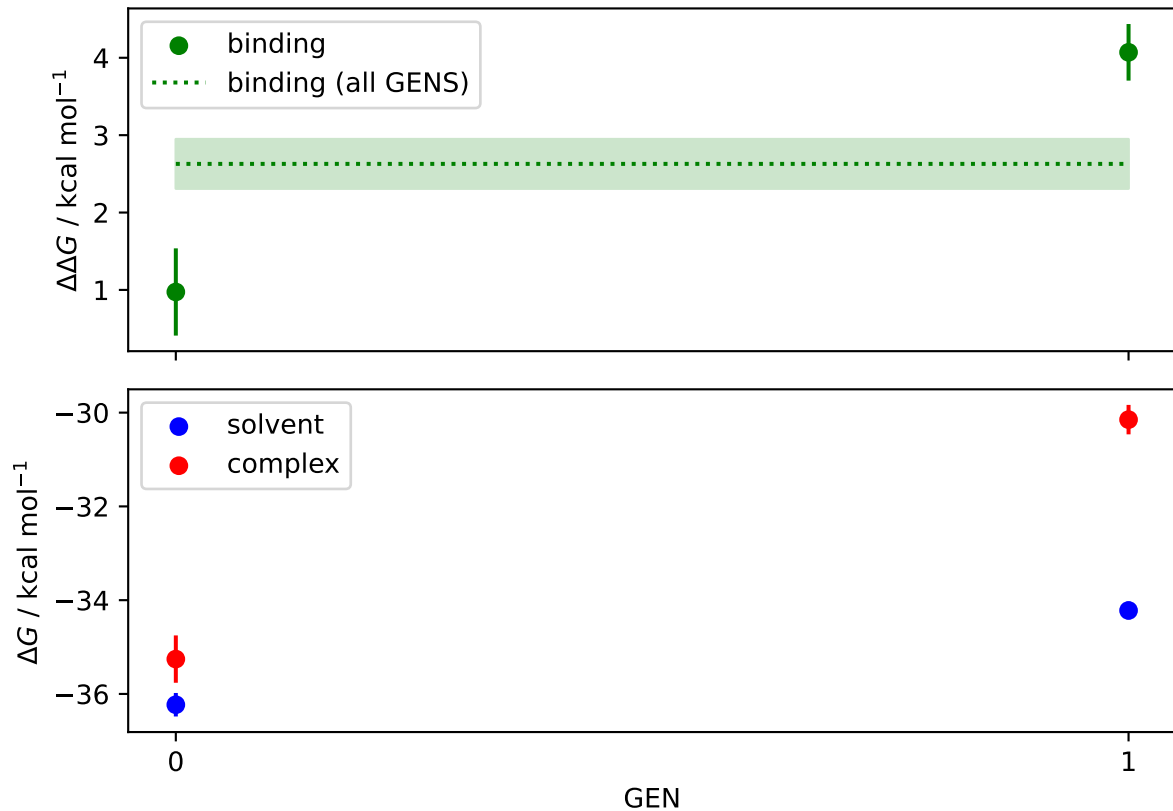 binding
binding (all GENS)
4
3
2
1
ΔΔG / kcal mol⁻¹
solvent
complex
−30
−32
−34
−36
ΔG / kcal mol⁻¹
0
1
GEN